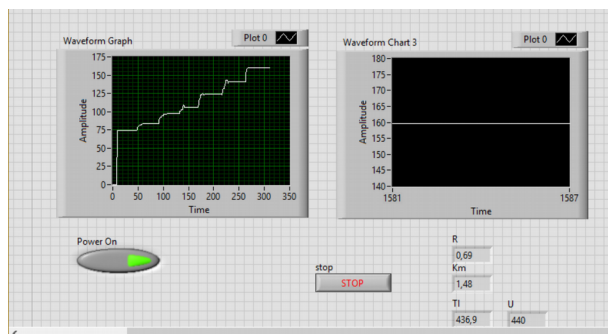 Waveform Graph
Plot 0
175
150
125
100
75
50
25
0
Amplitude
0 50 100 150 200 250 300 350
Time
Waveform Chart 3
Plot 0
180
175
170
165
160
155
150
145
140
Amplitude
1581 1587
Time
Power On
stop
STOP
R
0,69
Km
1,48
TI U
436,9 440